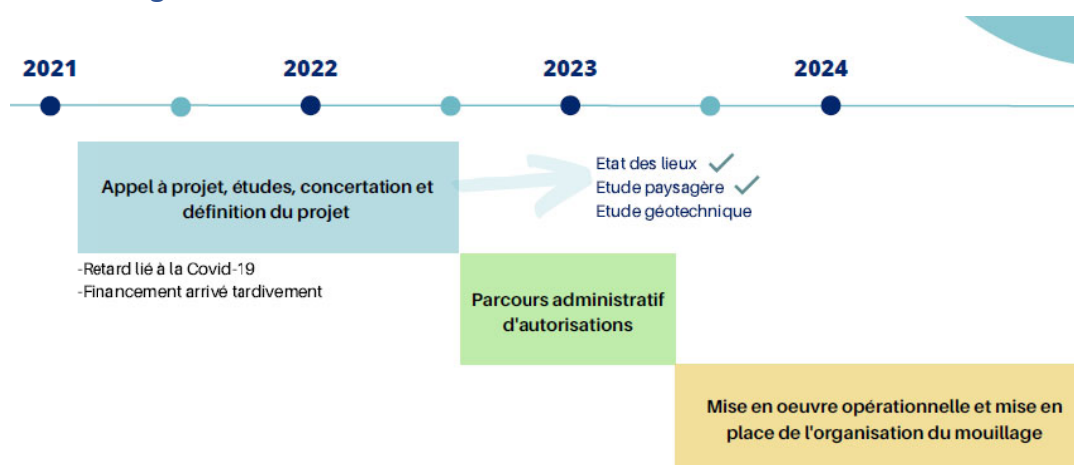 2021 2022 2023 2024
Appel à projet, études, concertation et
définition du projet
Etat des lieux
Etude paysagère
Etude géotechnique
-Retard lié à la Covid-19
-Financement arrivé tardivement
Parcours administratif
d'autorisations
Mise en oeuvre opérationnelle et mise en
place de l'organisation du mouillage